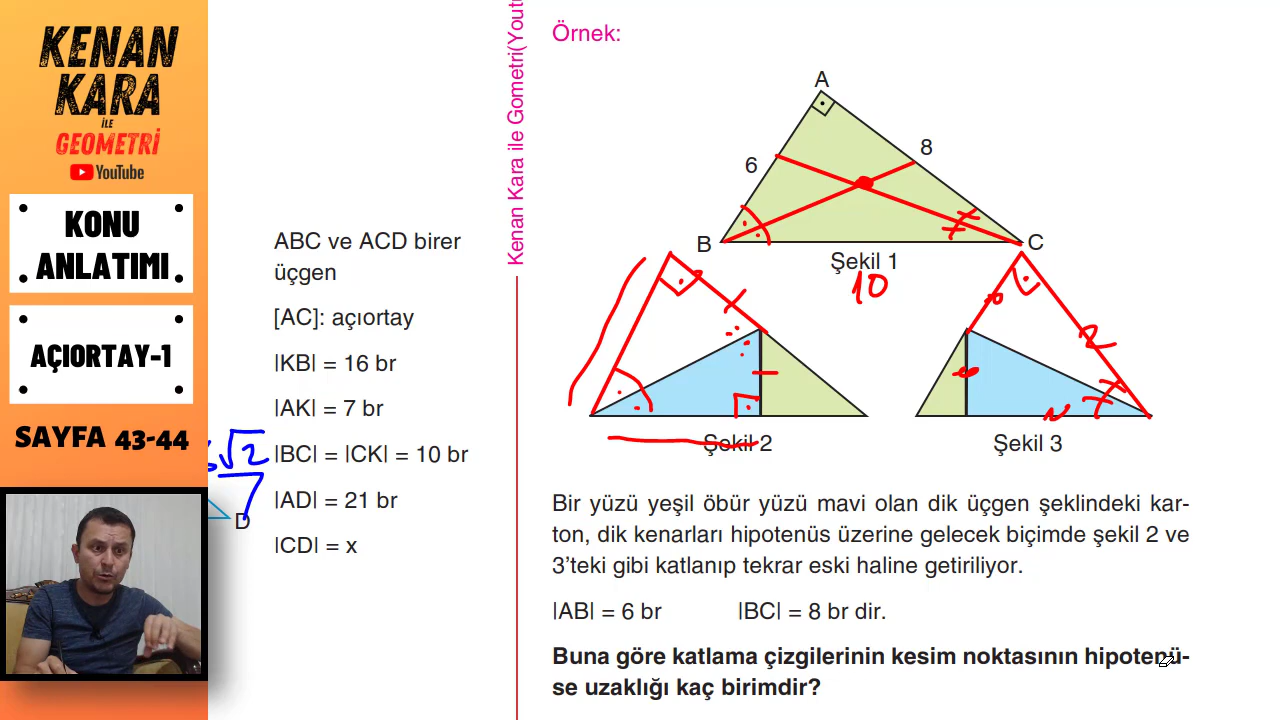 KENAN
KARA
İLE
GEOMETRİ
YouTube
KONU
ANLATIMI
AÇIORTAY-1
SAYFA 43-44
ABC ve ACD birer
üçgen
[AC]: açıortay
|KB| = 16 br
|AK| = 7 br
|BC| = |CK| = 10 br
|AD| = 21 br
|CD| = x
√2
7
D
Kenan Kara ile Gometri(Yout
Örnek:
A
6
8
B
C
Şekil 1
10
Şekil 2
Şekil 3
Bir yüzü yeşil öbür yüzü mavi olan dik üçgen şeklindeki kar-
ton, dik kenarları hipotenüs üzerine gelecek biçimde şekil 2 ve
3'teki gibi katlanıp tekrar eski haline getiriliyor.
|AB| = 6 br |BC| = 8 br dir.
Buna göre katlama çizgilerinin kesim noktasının hipotenü-
se uzaklığı kaç birimdir?